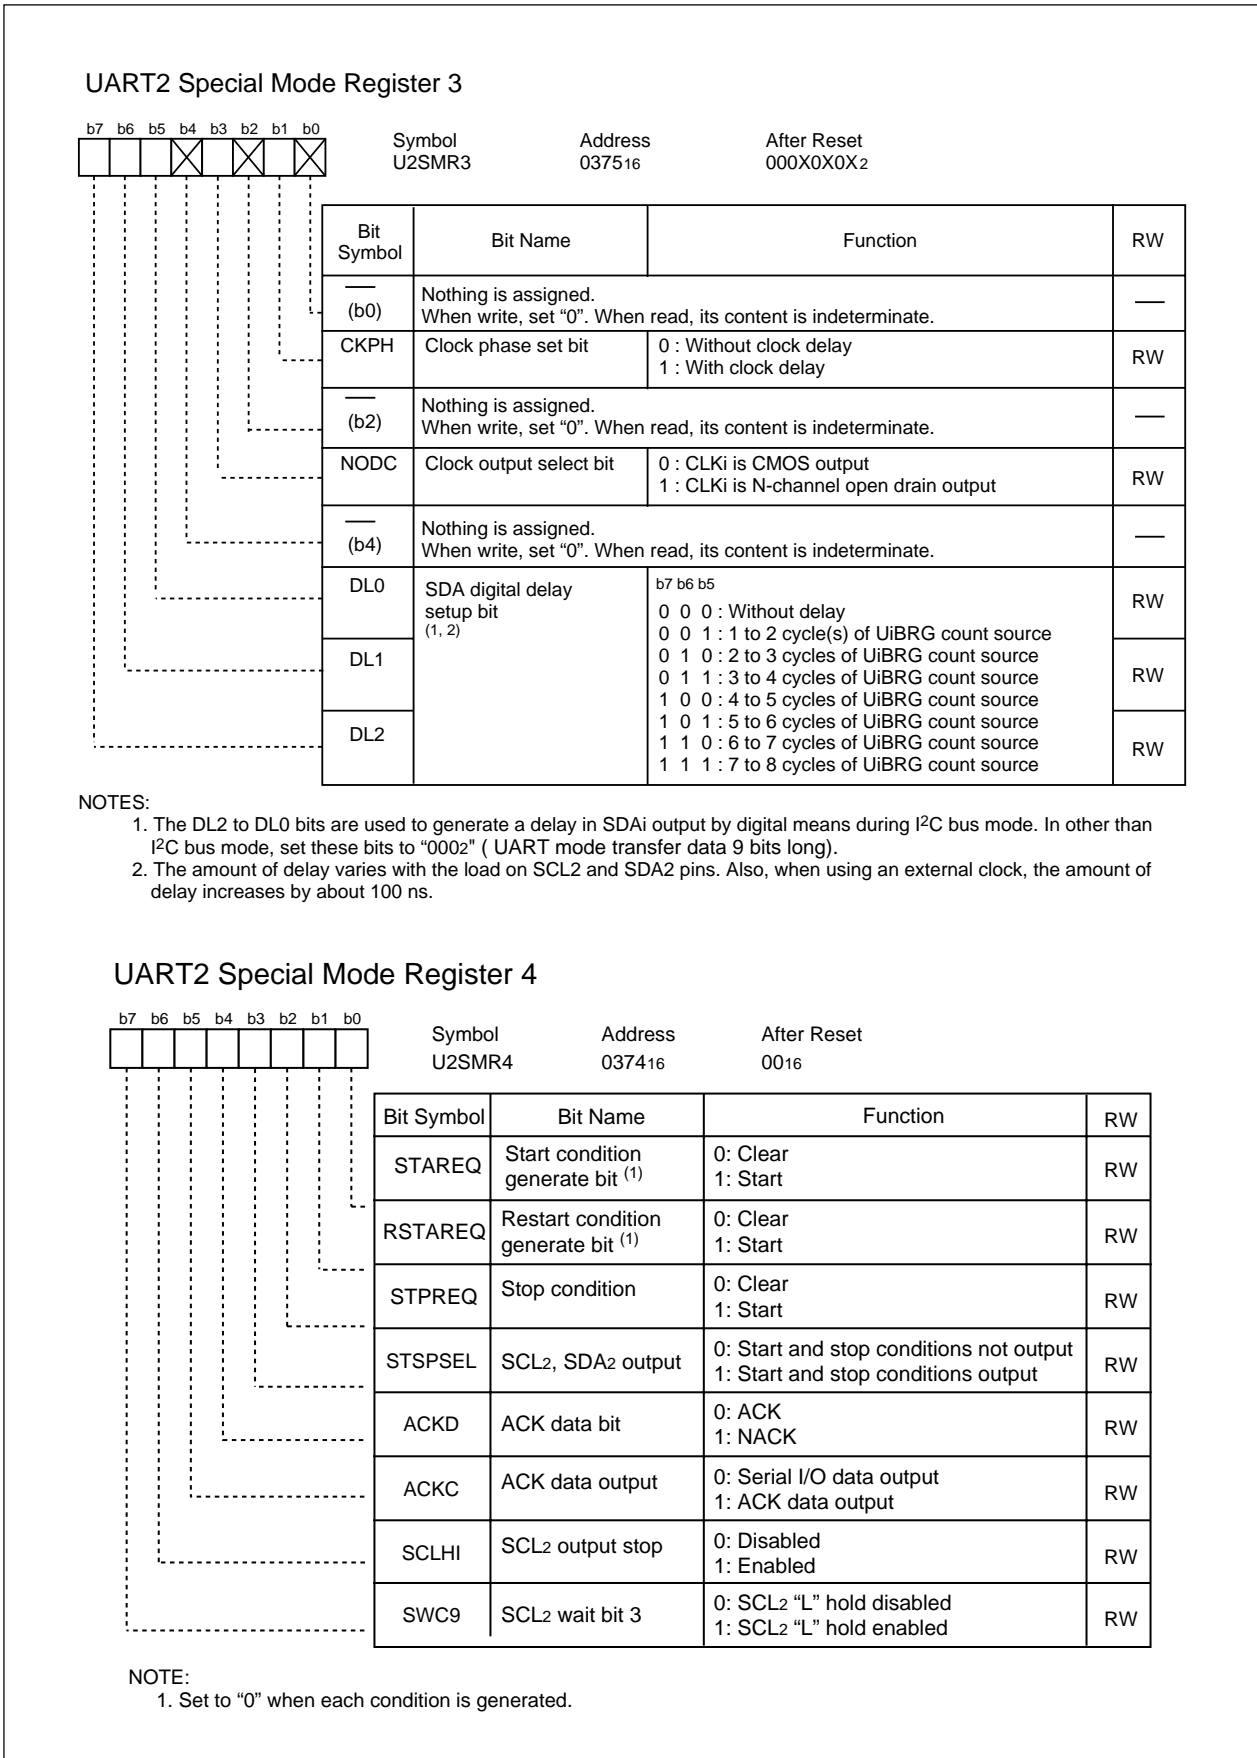 UART2 Special Mode Register 3
b7 b6 b5 b4 b3 b2 b1 b0
Symbol Address After Reset
U2SMR3 037516 000X0X0X2
Bit Symbol Bit Name Function RW
(b0) Nothing is assigned. —
When write, set “0”. When read, its content is indeterminate.
CKPH Clock phase set bit 0 : Without clock delay RW
1 : With clock delay
(b2) Nothing is assigned. —
When write, set “0”. When read, its content is indeterminate.
NODC Clock output select bit 0 : CLKi is CMOS output RW
1 : CLKi is N-channel open drain output
(b4) Nothing is assigned. —
When write, set “0”. When read, its content is indeterminate.
DL0 SDA digital delay b7 b6 b5 RW
setup bit 0 0 0 : Without delay
(1, 2) 0 0 1 : 1 to 2 cycle(s) of UiBRG count source
0 1 0 : 2 to 3 cycles of UiBRG count source
DL1 0 1 1 : 3 to 4 cycles of UiBRG count source RW
1 0 0 : 4 to 5 cycles of UiBRG count source
1 0 1 : 5 to 6 cycles of UiBRG count source
DL2 1 1 0 : 6 to 7 cycles of UiBRG count source RW
1 1 1 : 7 to 8 cycles of UiBRG count source
NOTES:
1. The DL2 to DL0 bits are used to generate a delay in SDAi output by digital means during I2C bus mode. In other than
I2C bus mode, set these bits to “0002" ( UART mode transfer data 9 bits long).
2. The amount of delay varies with the load on SCL2 and SDA2 pins. Also, when using an external clock, the amount of
delay increases by about 100 ns.
UART2 Special Mode Register 4
b7 b6 b5 b4 b3 b2 b1 b0
Symbol Address After Reset
U2SMR4 037416 0016
Bit Symbol Bit Name Function RW
STAREQ Start condition 0: Clear RW
generate bit (1) 1: Start
RSTAREQ Restart condition 0: Clear RW
generate bit (1) 1: Start
STPREQ Stop condition 0: Clear RW
1: Start
STSPSEL SCL2, SDA2 output 0: Start and stop conditions not output RW
1: Start and stop conditions output
ACKD ACK data bit 0: ACK RW
1: NACK
ACKC ACK data output 0: Serial I/O data output RW
1: ACK data output
SCLHI SCL2 output stop 0: Disabled RW
1: Enabled
SWC9 SCL2 wait bit 3 0: SCL2 “L” hold disabled RW
1: SCL2 “L” hold enabled
NOTE:
1. Set to “0” when each condition is generated.